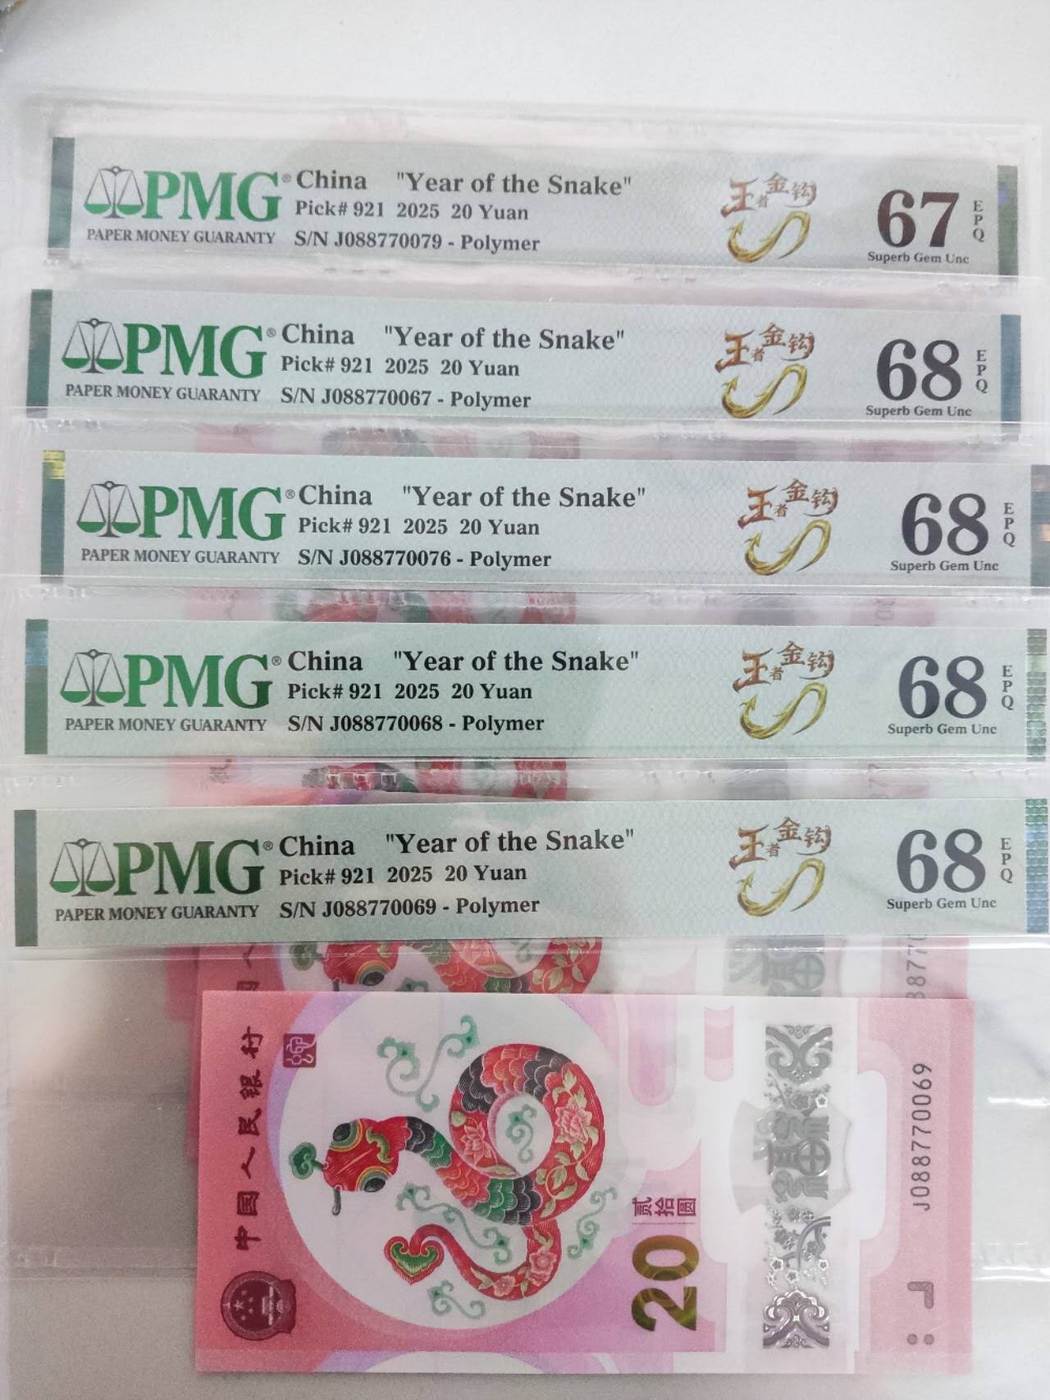 PMG® China "Year of the Snake" 王者金钩
Pick# 921 2025 20 Yuan 67 EPQ
PAPER MONEY GUARANTY S/N J088770079 - Polymer Superb Gem Unc
PMG® China "Year of the Snake" 王者金钩
Pick# 921 2025 20 Yuan 68 EPQ
PAPER MONEY GUARANTY S/N J088770067 - Polymer Superb Gem Unc
PMG® China "Year of the Snake" 王者金钩
Pick# 921 2025 20 Yuan 68 EPQ
PAPER MONEY GUARANTY S/N J088770076 - Polymer Superb Gem Unc
PMG® China "Year of the Snake" 王者金钩
Pick# 921 2025 20 Yuan 68 EPQ
PAPER MONEY GUARANTY S/N J088770068 - Polymer Superb Gem Unc
PMG® China "Year of the Snake" 王者金钩
Pick# 921 2025 20 Yuan 68 EPQ
PAPER MONEY GUARANTY S/N J088770069 - Polymer Superb Gem Unc
中國人民銀行
贰拾圆
20
福
J088770069